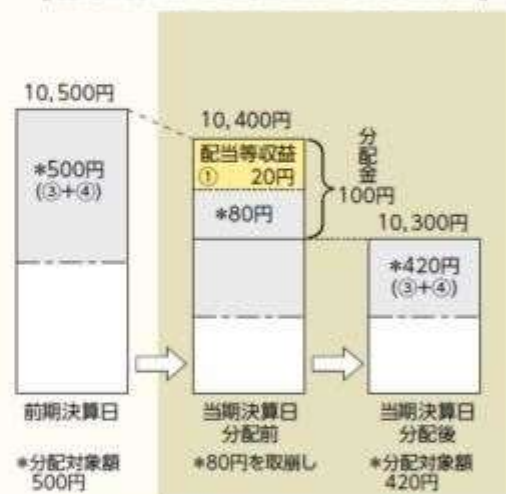 10,500円
*500円
(③+④)
前期決算日
*分配対象額
500円
10,400円
配当等収益
① 20円
*80円
分配金
100円
当期決算日
分配前
*80円を取崩し
10,300円
*420円
(③+④)
当期決算日
分配後
*分配対象額
420円